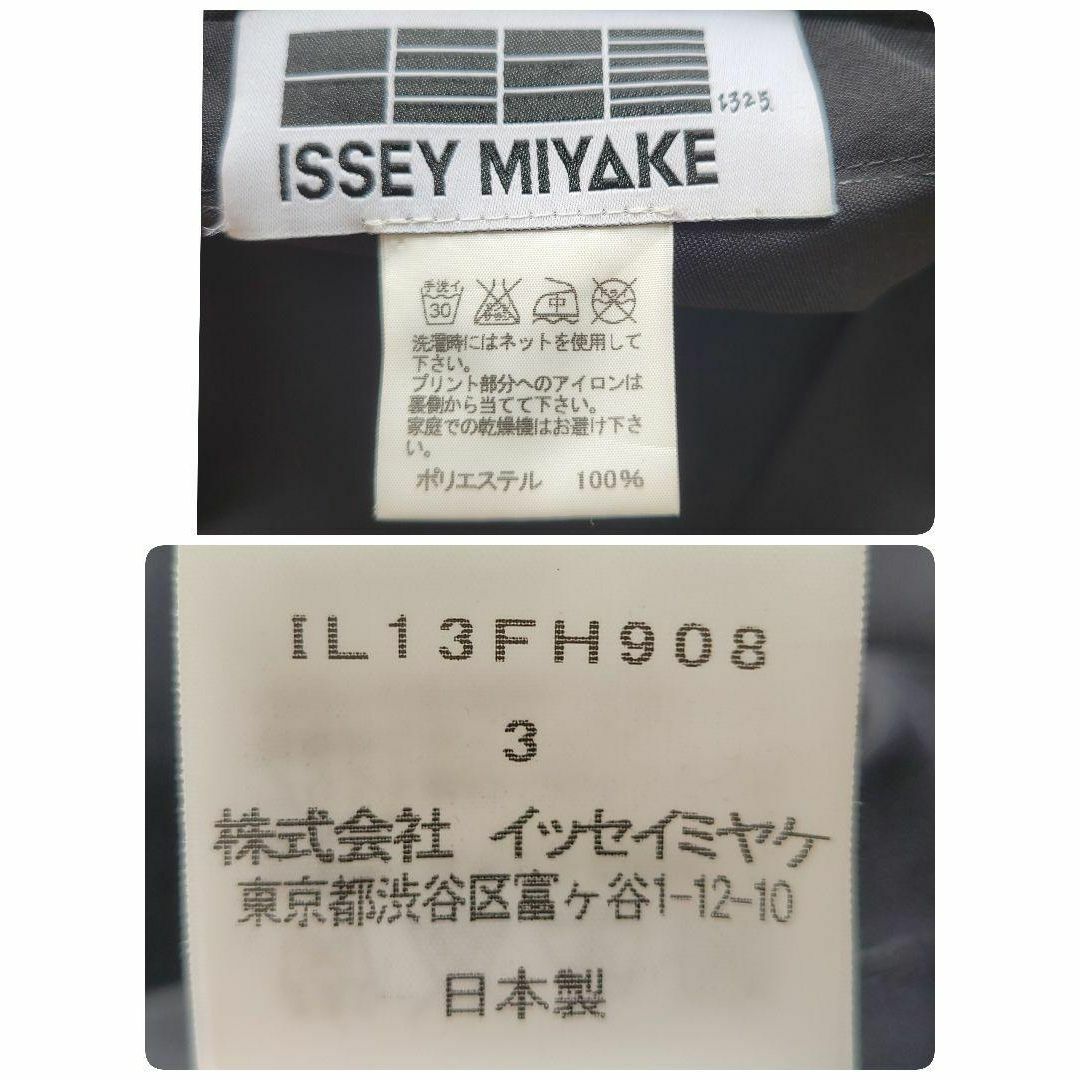 132 5.
ISSEY MIYAKE
手洗イ
30
中
洗濯時にはネットを使用して
下さい。
プリント部分へのアイロンは
裏側から当てて下さい。
家庭での乾燥機はお避け下さ
い。
ポリエステル 100%
IL13FH908
3
株式会社 イッセイミヤケ
東京都渋谷区富ヶ谷1-12-10
日本製